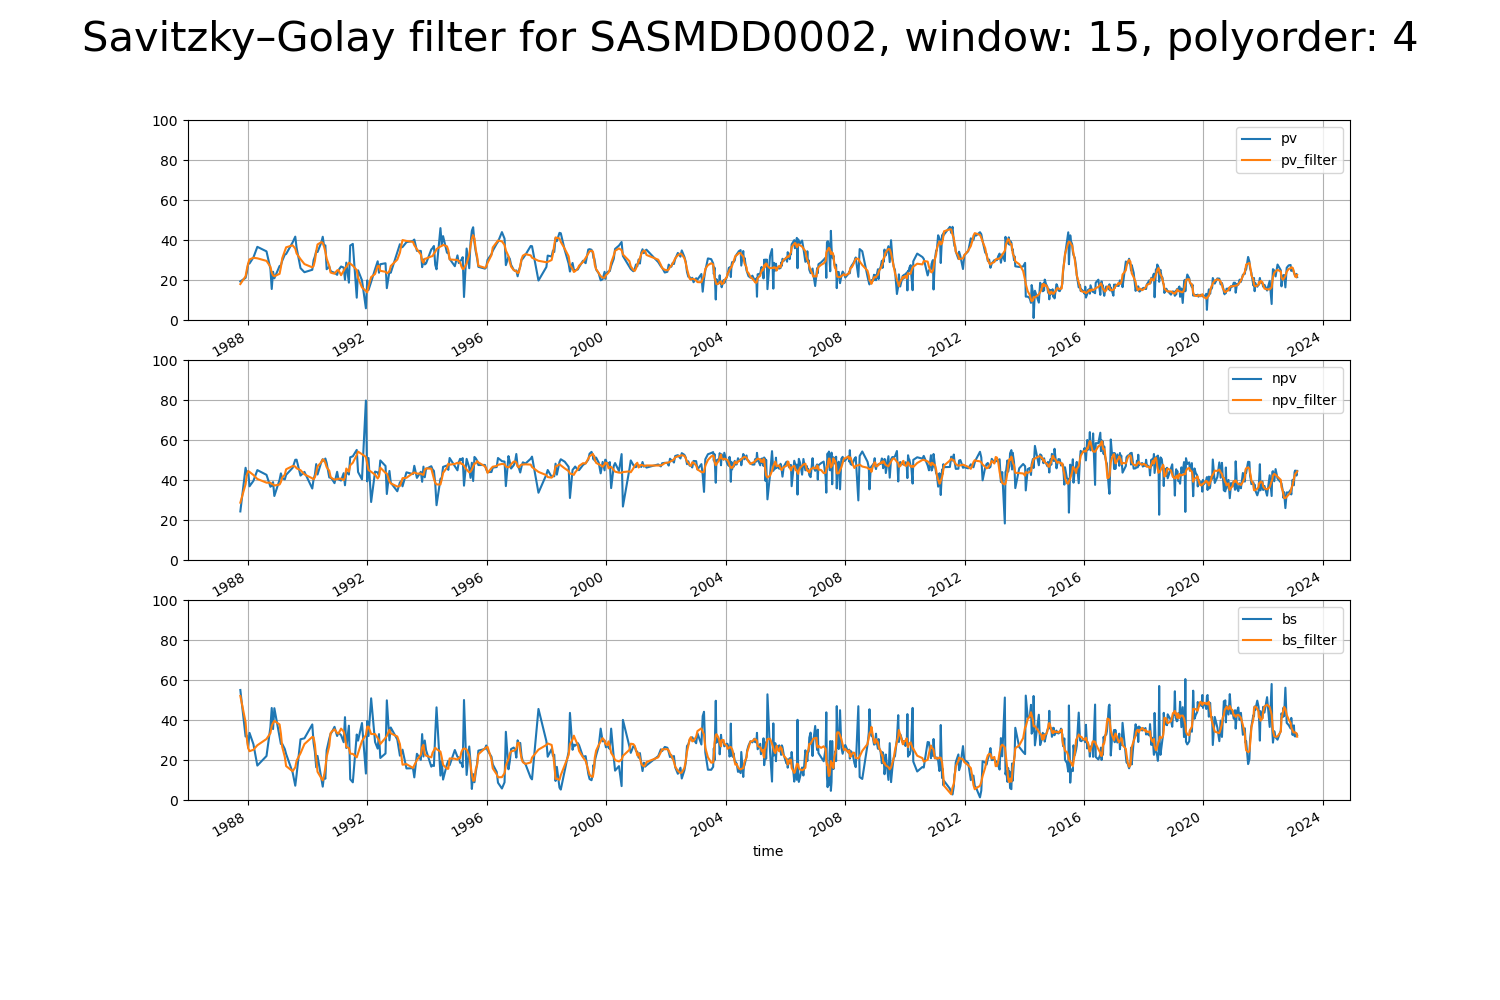 Savitzky–Golay filter for SASMDD0002, window: 15, polyorder: 4
100
80
60
40
20
0
pv
pv_filter
1988 1992 1996 2000 2004 2008 2012 2016 2020 2024
100
80
60
40
20
0
npv
npv_filter
1988 1992 1996 2000 2004 2008 2012 2016 2020 2024
100
80
60
40
20
0
bs
bs_filter
1988 1992 1996 2000 2004 2008 2012 2016 2020 2024
time